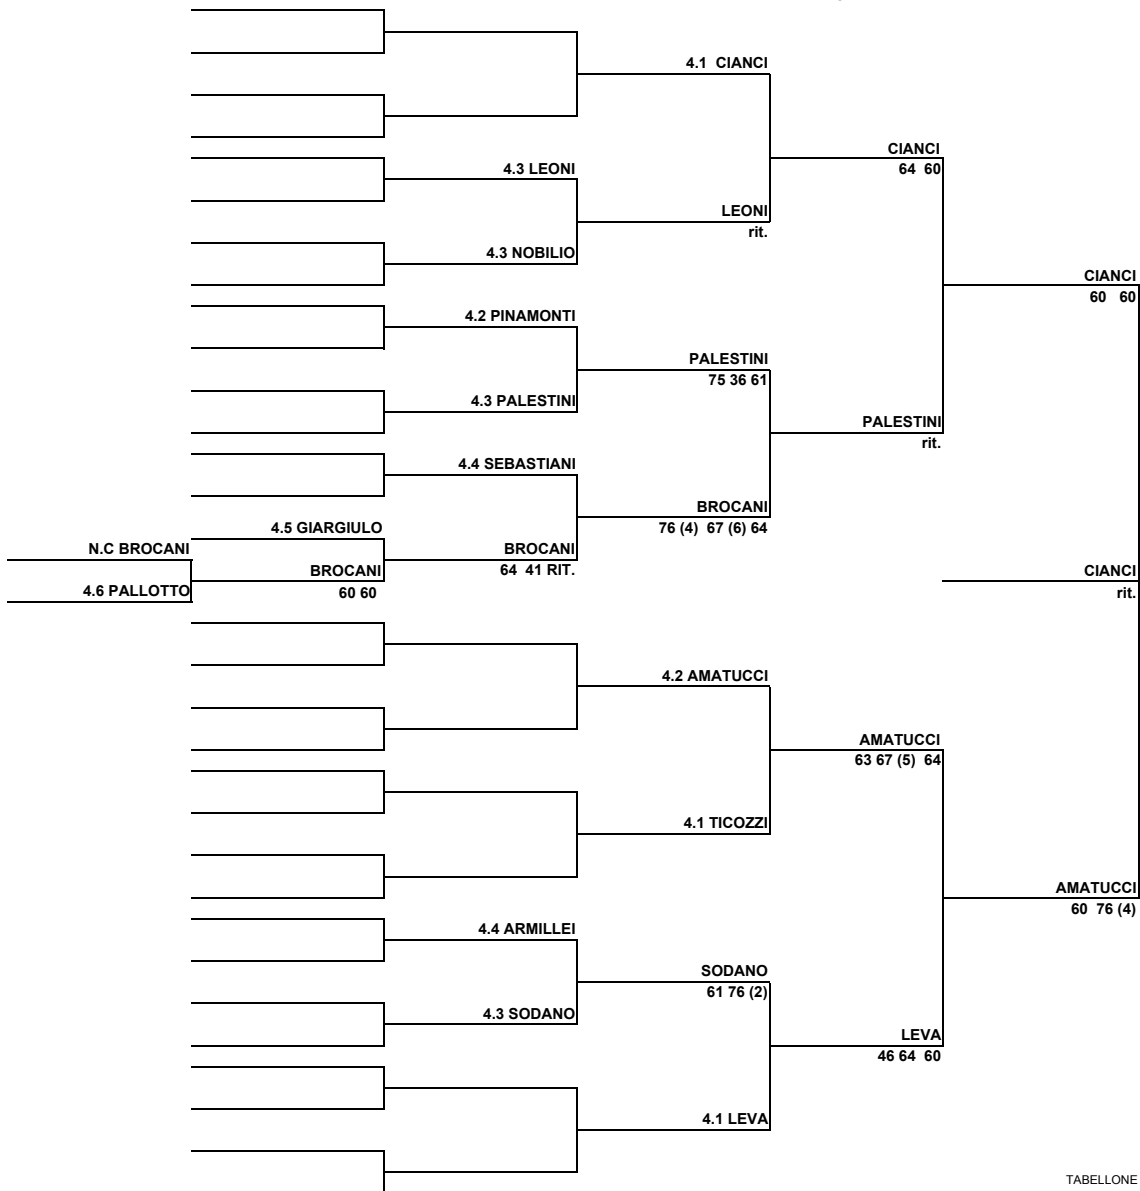 4.1 CIANCI
CIANCI
64 60
4.3 LEONI
LEONI
rit.
4.3 NOBILIO
CIANCI
60 60
4.2 PINAMONTI
PALESTINI
75 36 61
4.3 PALESTINI
PALESTINI
rit.
4.4 SEBASTIANI
BROCANI
76 (4) 67 (6) 64
4.5 GIARGIULO
N.C BROCANI
BROCANI
64 41 RIT.
BROCANI
60 60
4.6 PALLOTTO
CIANCI
rit.
4.2 AMATUCCI
AMATUCCI
63 67 (5) 64
4.1 TICOZZI
AMATUCCI
60 76 (4)
4.4 ARMILLEI
SODANO
61 76 (2)
4.3 SODANO
LEVA
46 64 60
4.1 LEVA
TABELLONE